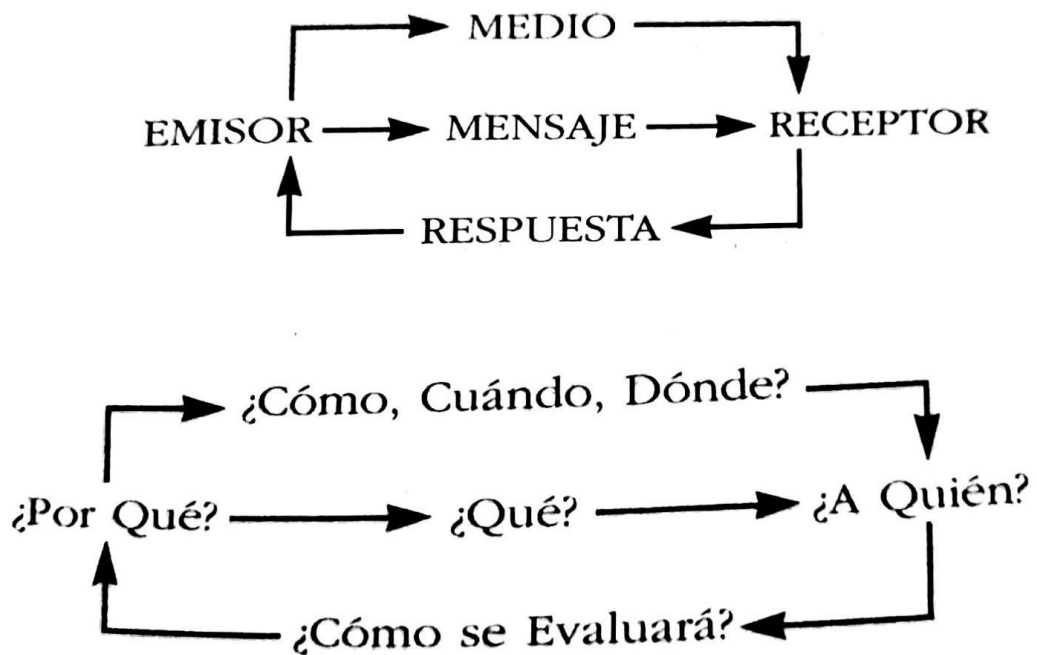 MEDIO
EMISOR MENSAJE RECEPTOR
RESPUESTA
¿Cómo, Cuándo, Dónde?
¿Por Qué? ¿Qué? ¿A Quién?
¿Cómo se Evaluará?